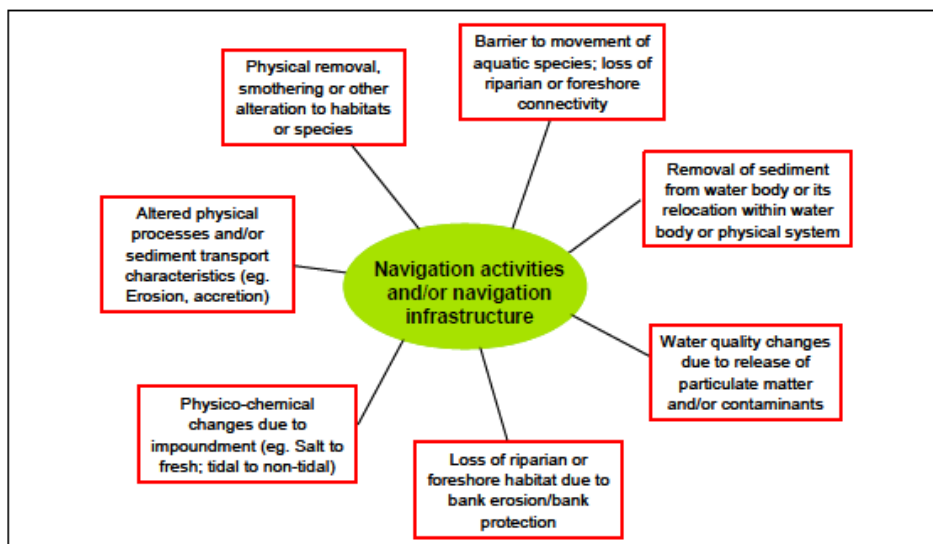 Barrier to movement of
aquatic species; loss of
riparian or foreshore
connectivity
Physical removal,
smothering or other
alteration to habitats
or species
Removal of sediment
from water body or its
relocation within water
body or physical system
Altered physical
processes and/or
sediment transport
characteristics (eg.
Erosion, accretion)
Navigation activities
and/or navigation
infrastructure
Water quality changes
due to release of
particulate matter
and/or contaminants
Physico-chemical
changes due to
impoundment (eg. Salt to
fresh; tidal to non-tidal)
Loss of riparian or
foreshore habitat due to
bank erosion/bank
protection